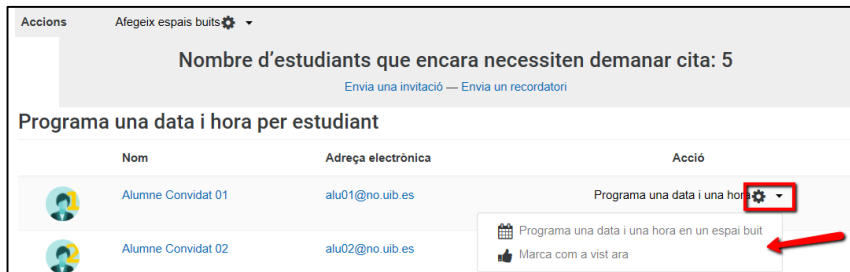 Accions Afegeix espais buits
Nombre d’estudiants que encara necessiten demanar cita: 5
Envia una invitació — Envia un recordatori
Programa una data i hora per estudiant
Nom Adreça electrònica Acció
1 Alumne Convidat 01 alu01@no.uib.es Programa una data i una hora
Programa una data i una hora en un espai buit
2 Alumne Convidat 02 alu02@no.uib.es
Marca com a vist ara